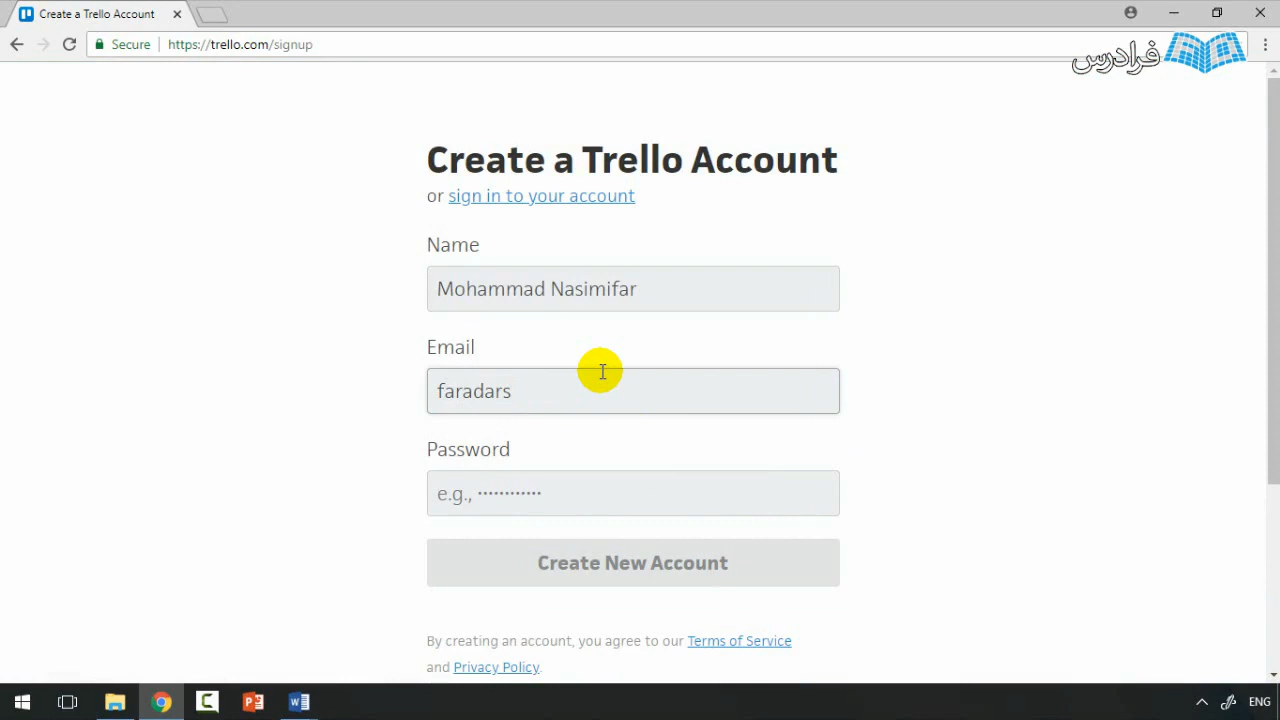 Create a Trello Account
Secure
https://trello.com/signup
فرادرس
Create a Trello Account
or sign in to your account
Name
Mohammad Nasimifar
Email
faradars
Password
e.g., ••••••••••••
Create New Account
By creating an account, you agree to our Terms of Service
and Privacy Policy.
ENG